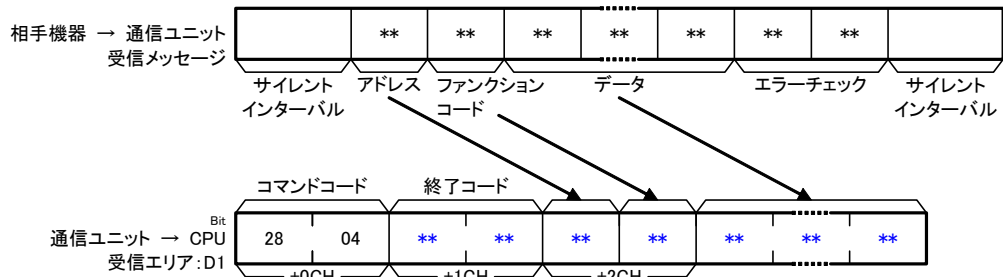 相手機器 → 通信ユニット
受信メッセージ
** ** ** ** ** ** **
サイレント
インターバル
アドレス
ファンクション
コード
データ
エラーチェック
サイレント
インターバル
コマンドコード
終了コード
Bit
通信ユニット → CPU
受信エリア:D1
28 04 ** ** ** ** ** ** **
+0CH
+1CH
+2CH